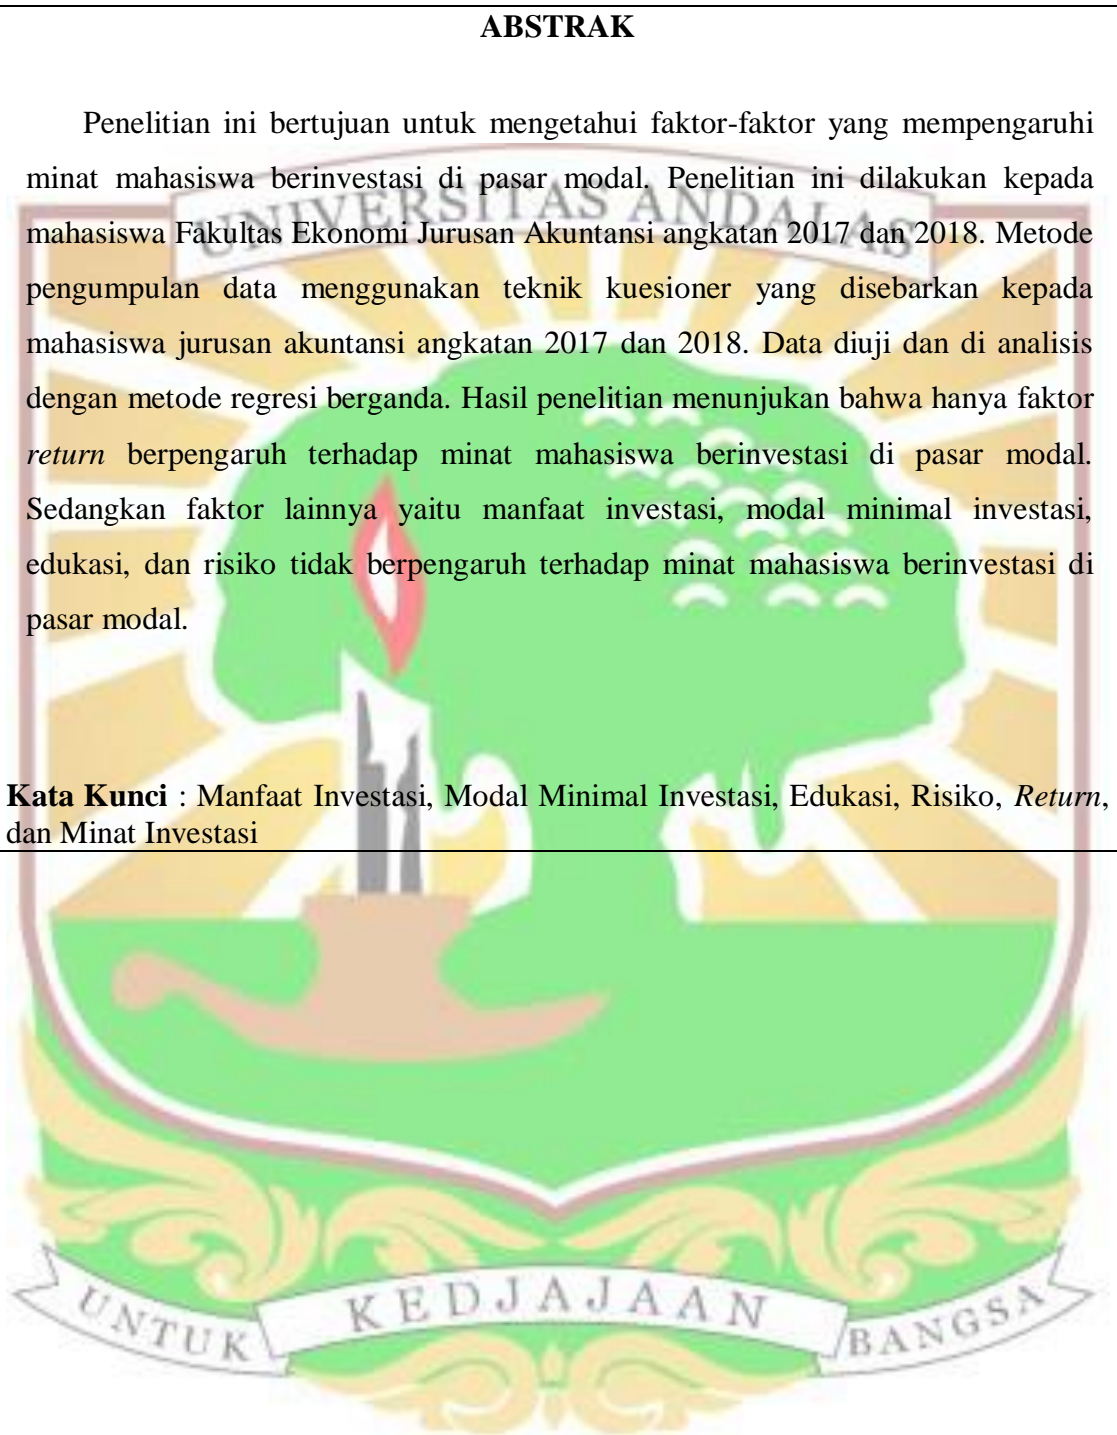 ABSTRAK
Penelitian ini bertujuan untuk mengetahui faktor-faktor yang mempengaruhi
minat mahasiswa berinvestasi di pasar modal. Penelitian ini dilakukan kepada
UNIVERSITAS ANDALAS
mahasiswa Fakultas Ekonomi Jurusan Akuntansi angkatan 2017 dan 2018. Metode
pengumpulan data menggunakan teknik kuesioner yang disebarkan kepada
mahasiswa jurusan akuntansi angkatan 2017 dan 2018. Data diuji dan di analisis
dengan metode regresi berganda. Hasil penelitian menunjukan bahwa hanya faktor
return berpengaruh terhadap minat mahasiswa berinvestasi di pasar modal.
Sedangkan faktor lainnya yaitu manfaat investasi, modal minimal investasi,
edukasi, dan risiko tidak berpengaruh terhadap minat mahasiswa berinvestasi di
pasar modal.
Kata Kunci : Manfaat Investasi, Modal Minimal Investasi, Edukasi, Risiko, Return,
dan Minat Investasi
UNTUK KEDJAJAAN BANGSA